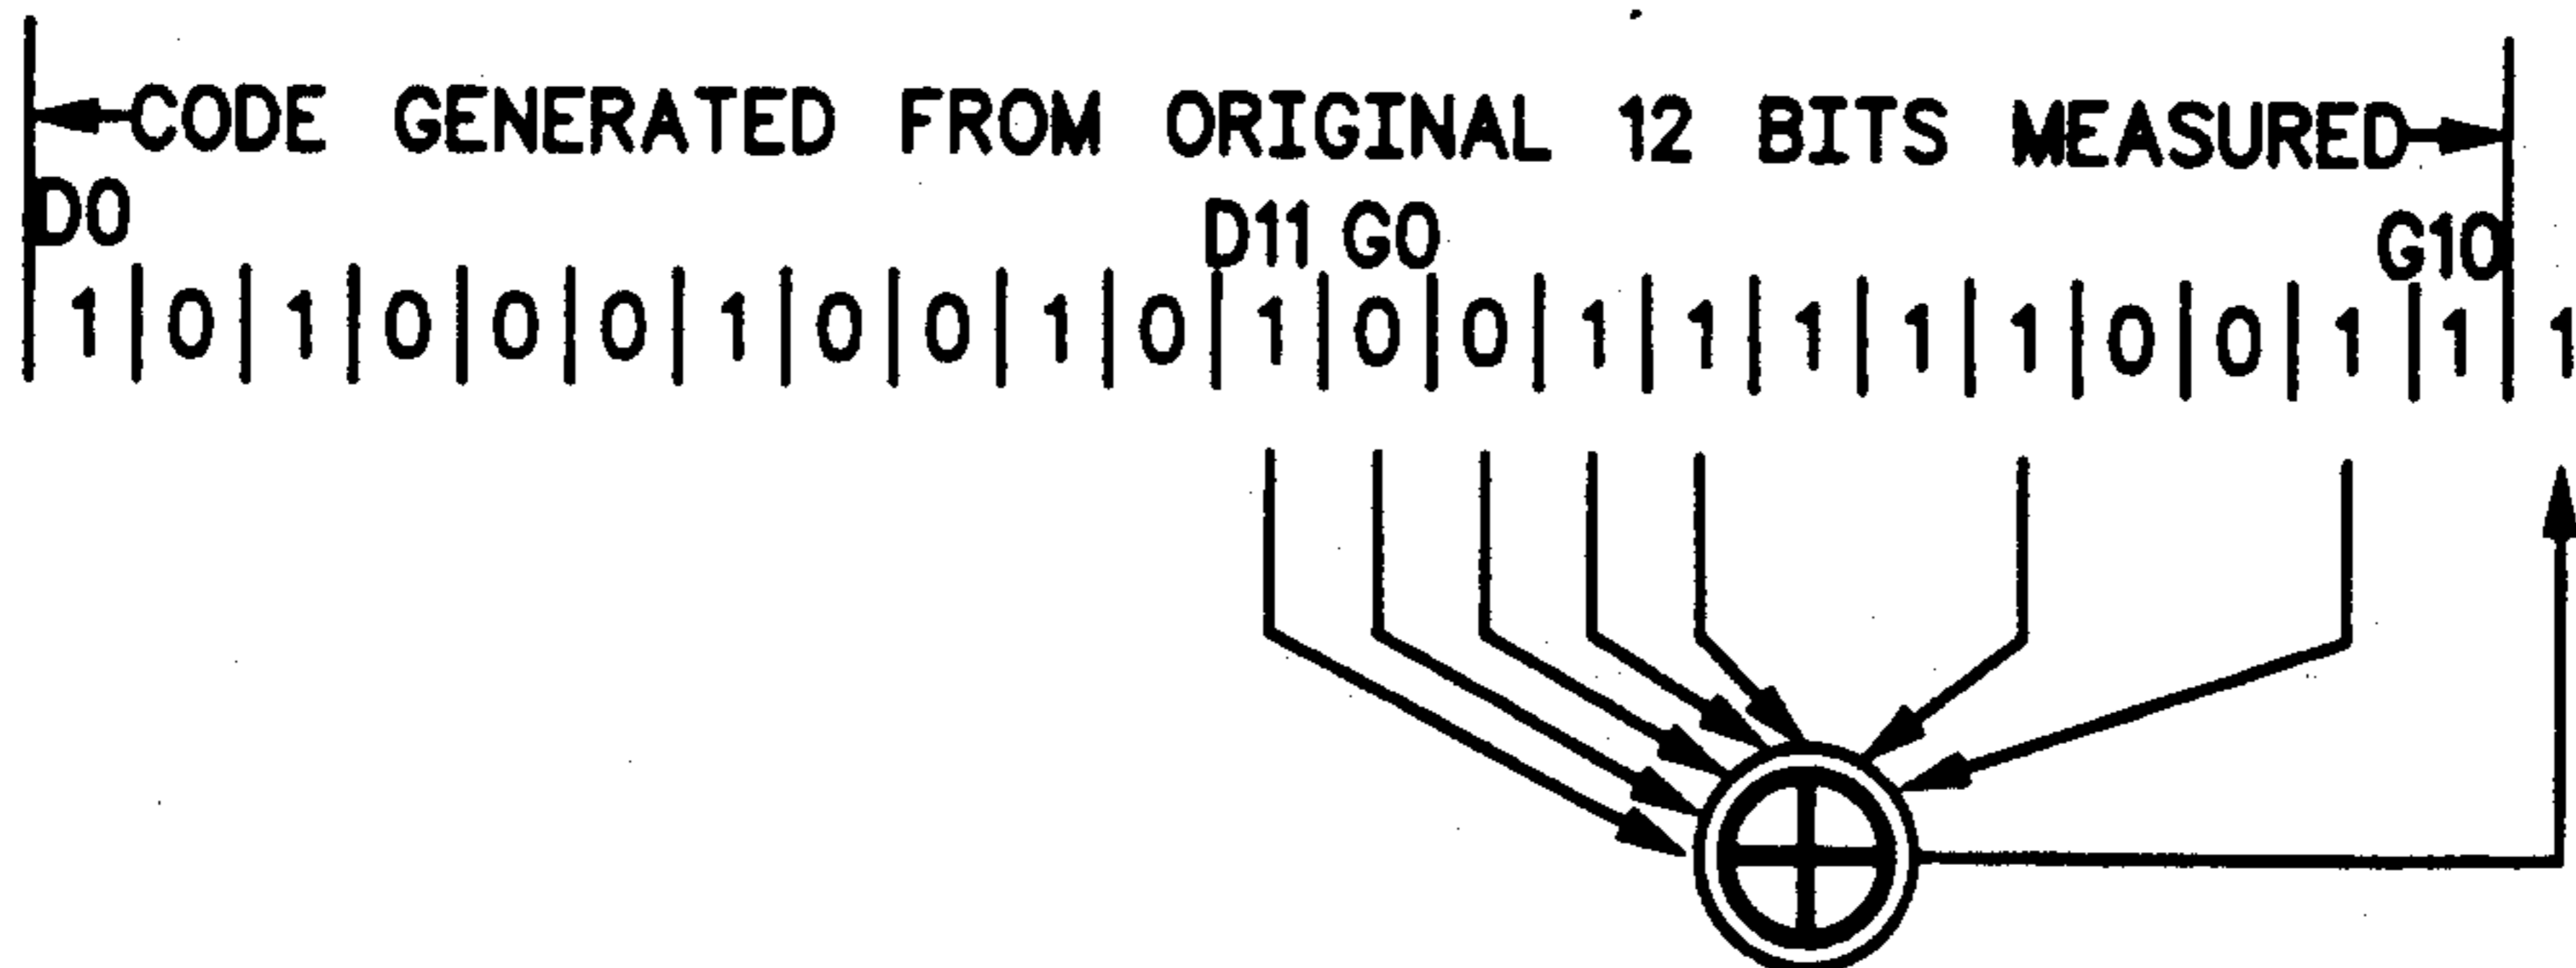 CODE GENERATED FROM ORIGINAL 12 BITS MEASURED
D0 D11 G0 G10
1 0 1 0 0 0 1 0 0 1 0 1 0 0 1 1 1 1 1 0 0 1 1 1